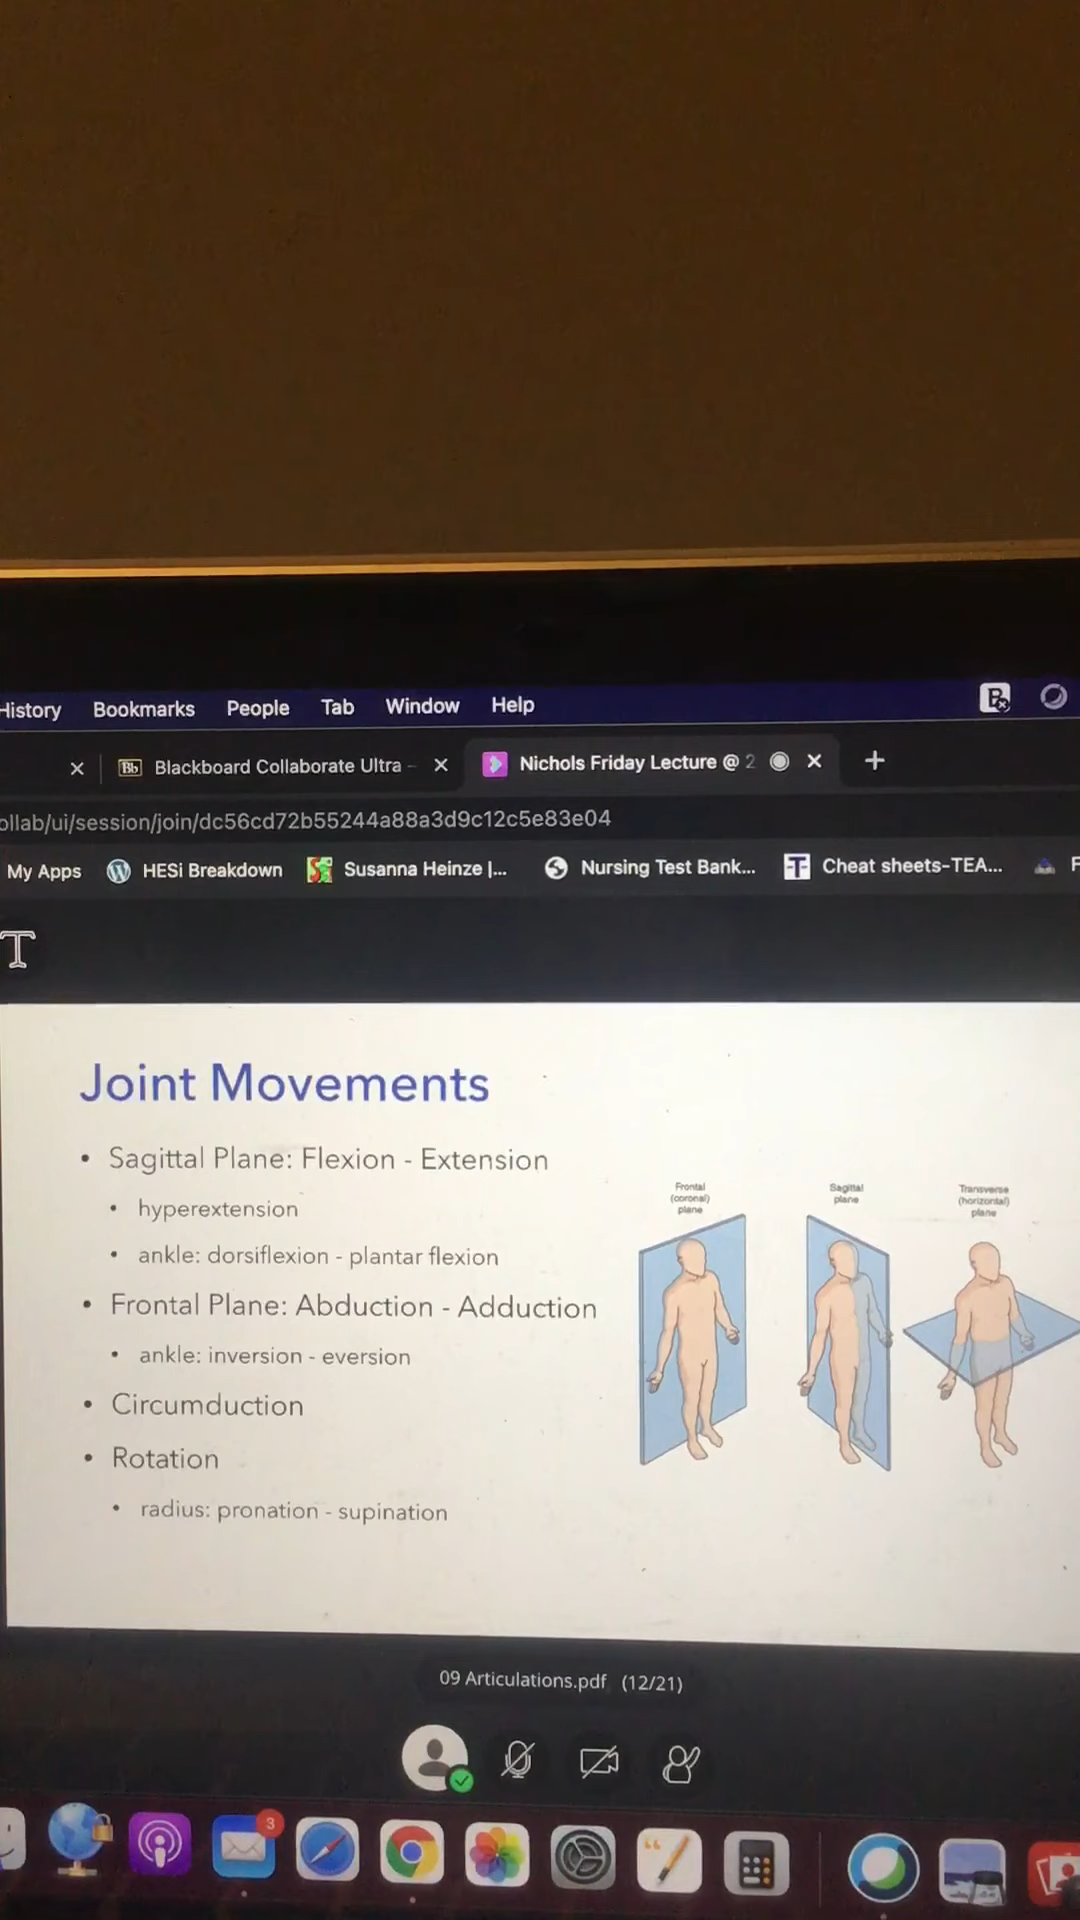 History Bookmarks People Tab Window Help
Bb Blackboard Collaborate Ultra - Nichols Friday Lecture @ 2
ollab/ui/session/join/dc56cd72b55244a88a3d9c12c5e83e04
My Apps HESi Breakdown Susanna Heinze |... Nursing Test Bank... Cheat sheets-TEA...
T
Joint Movements
• Sagittal Plane: Flexion - Extension
• hyperextension
• ankle: dorsiflexion - plantar flexion
• Frontal Plane: Abduction - Adduction
• ankle: inversion - eversion
• Circumduction
• Rotation
• radius: pronation - supination
Frontal
(coronal)
plane
Sagittal
plane
Transverse
(horizontal)
plane
09 Articulations.pdf (12/21)
3